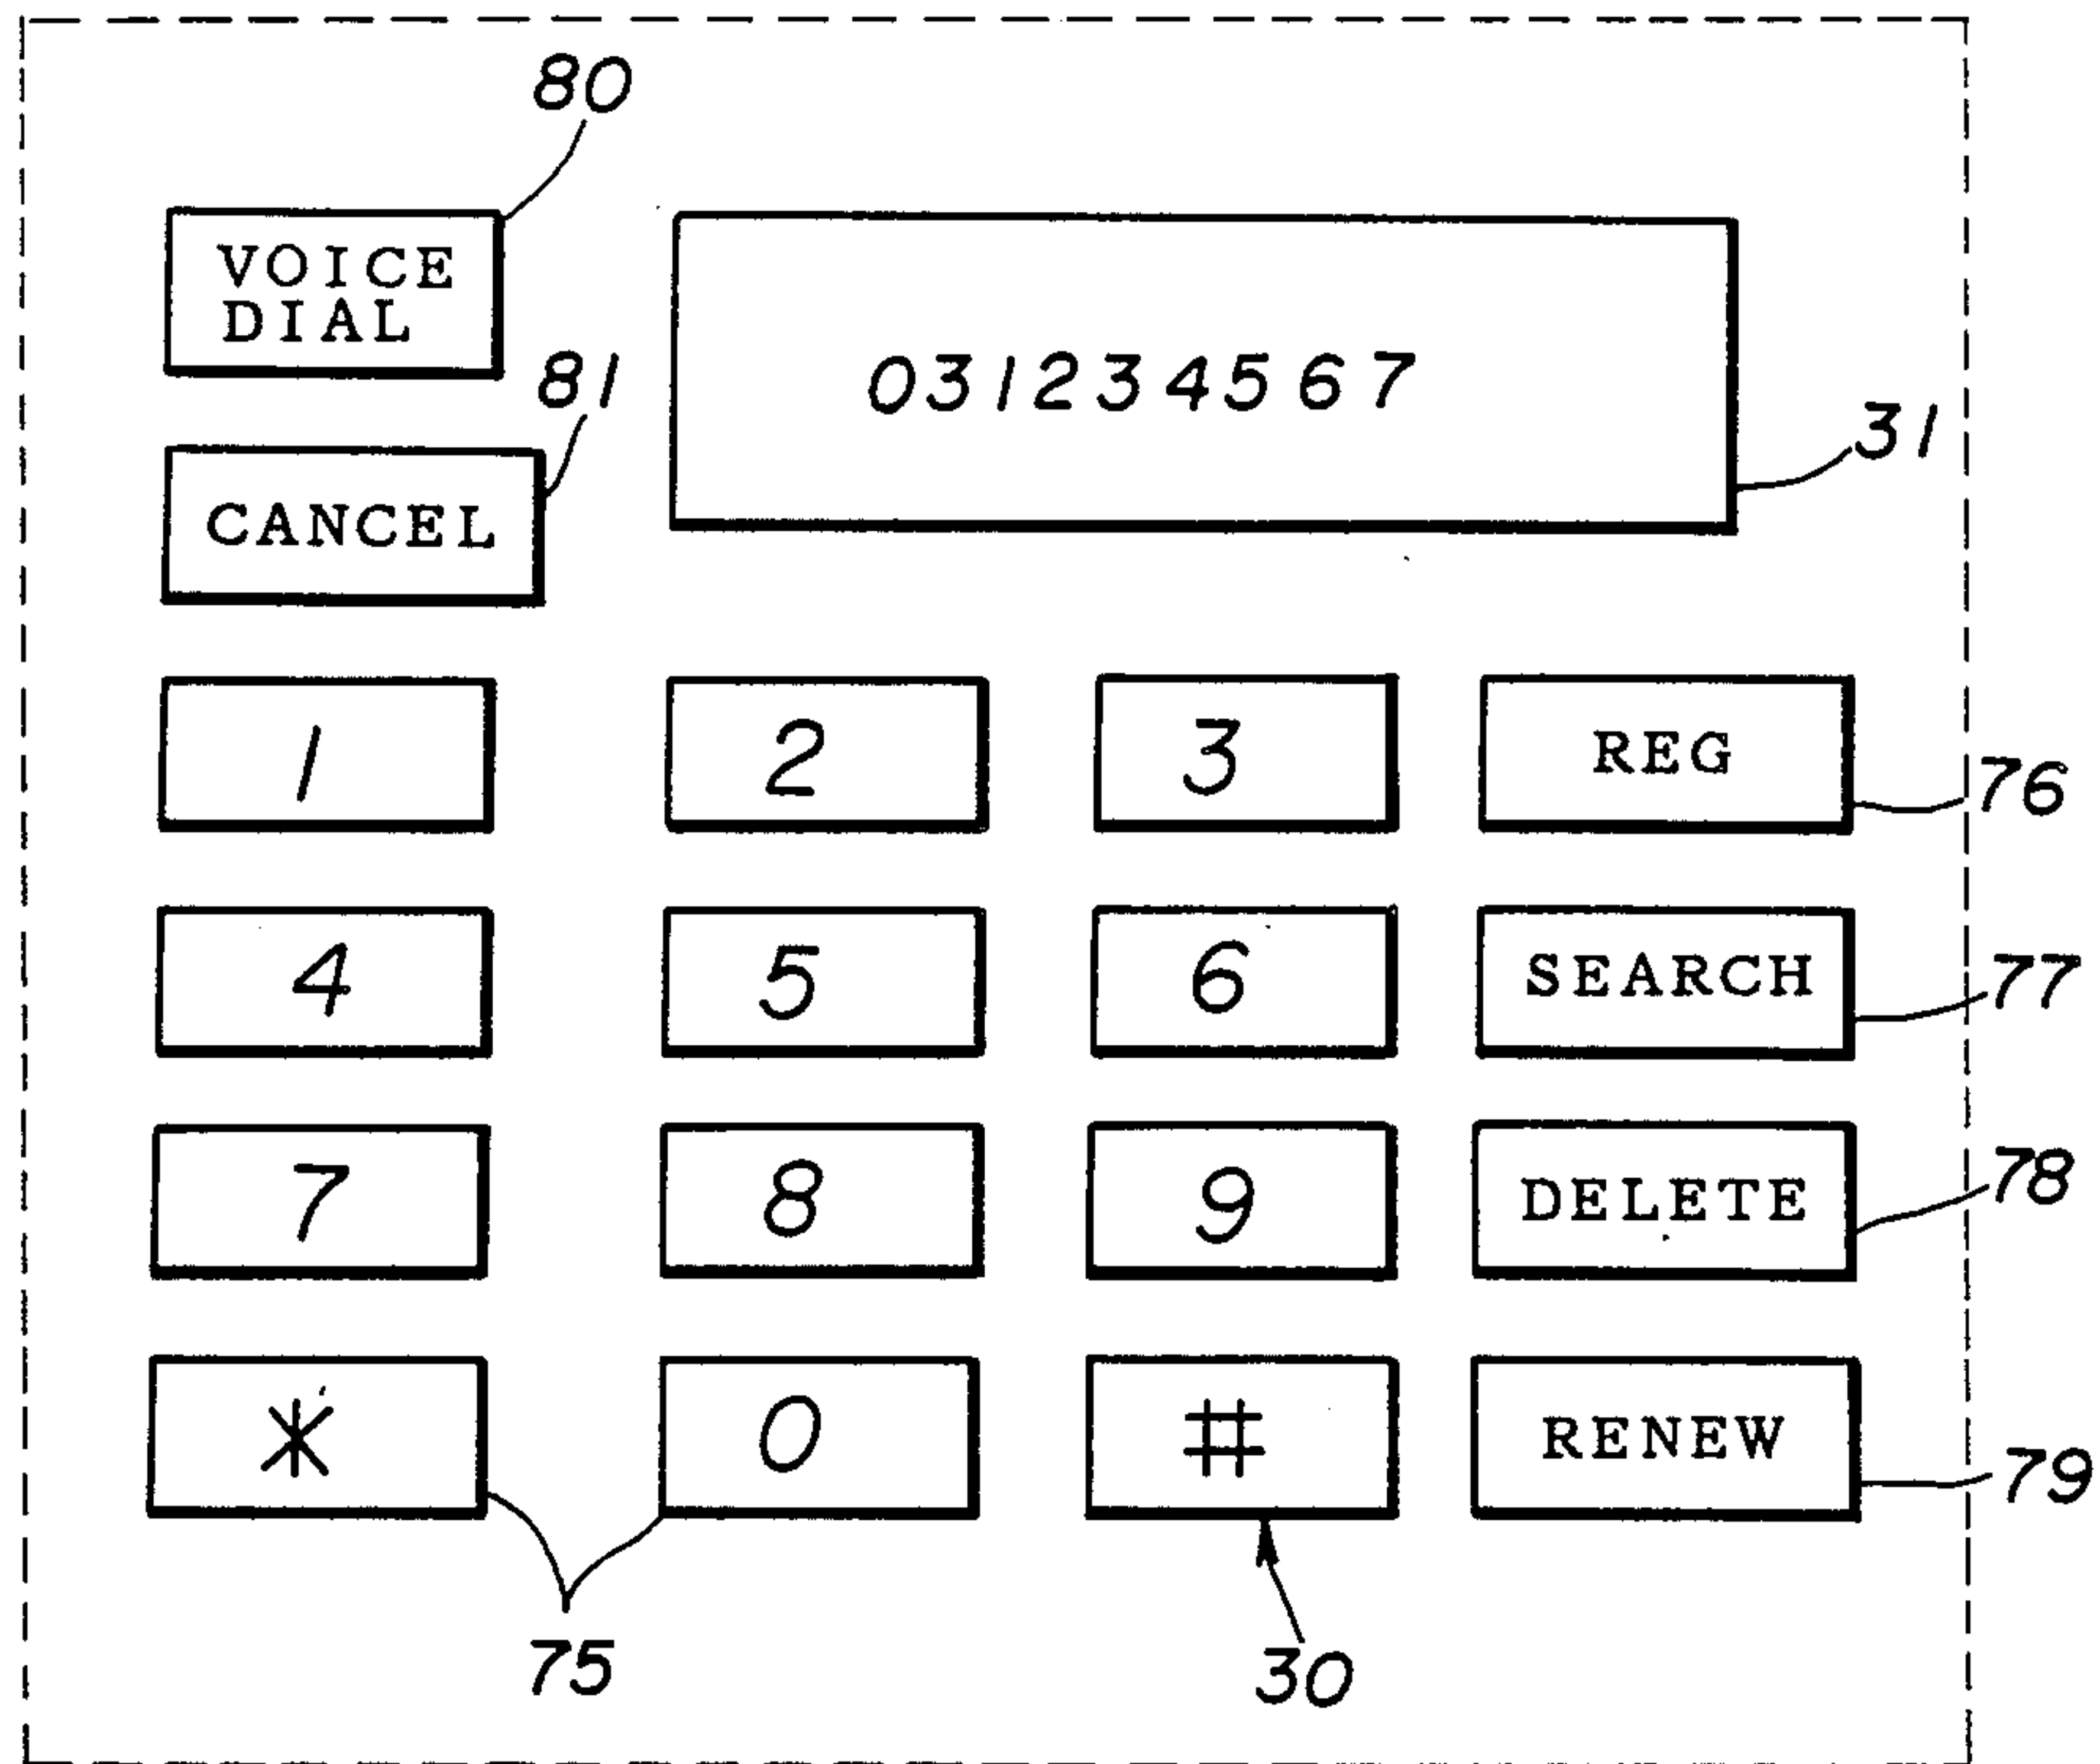 80
VOICE
DIAL
031234567
81
31
CANCEL
1 2 3 REG
76
4 5 6 SEARCH
77
7 8 9 DELETE
78
* 0 # RENEW
79
75
30